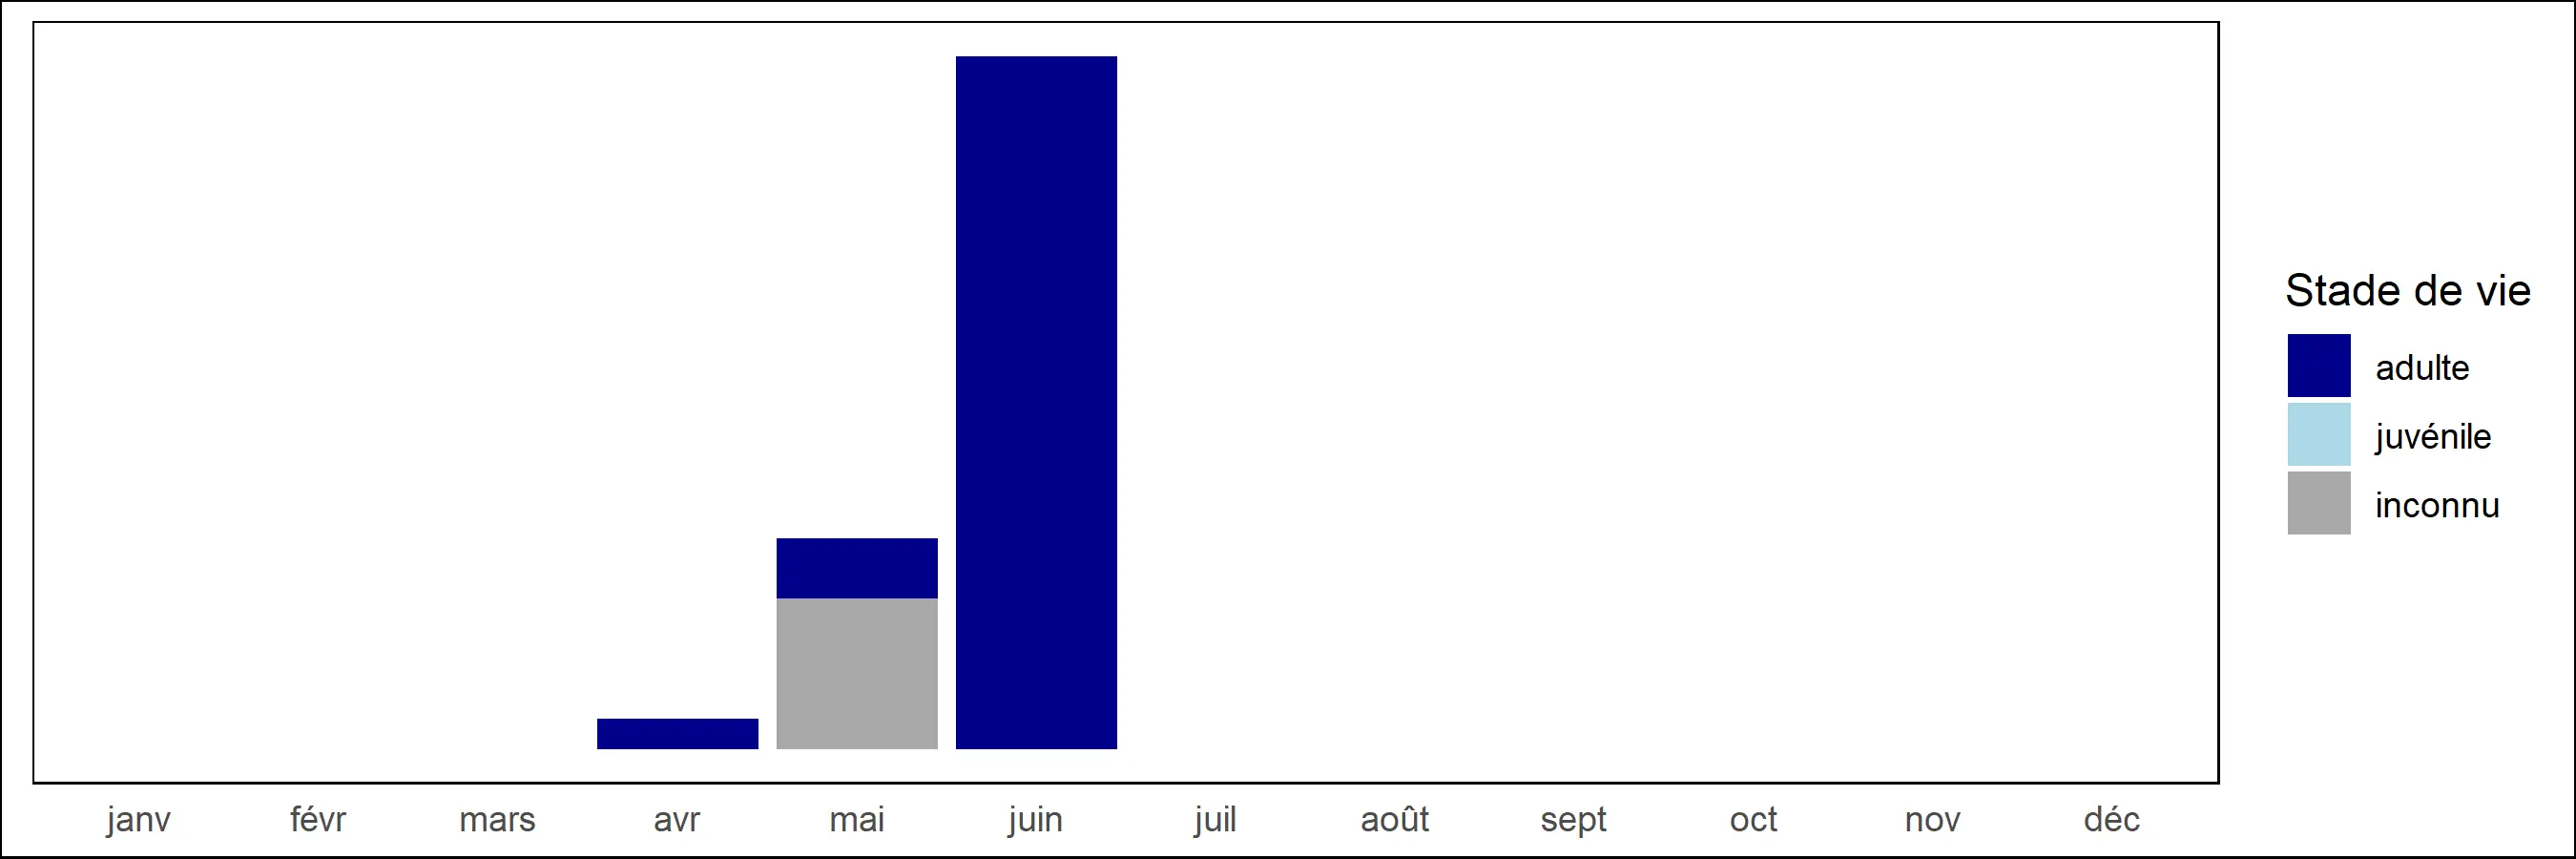 Stade de vie
adulte
juvénile
inconnu
janv févr mars avr mai juin juil août sept oct nov déc